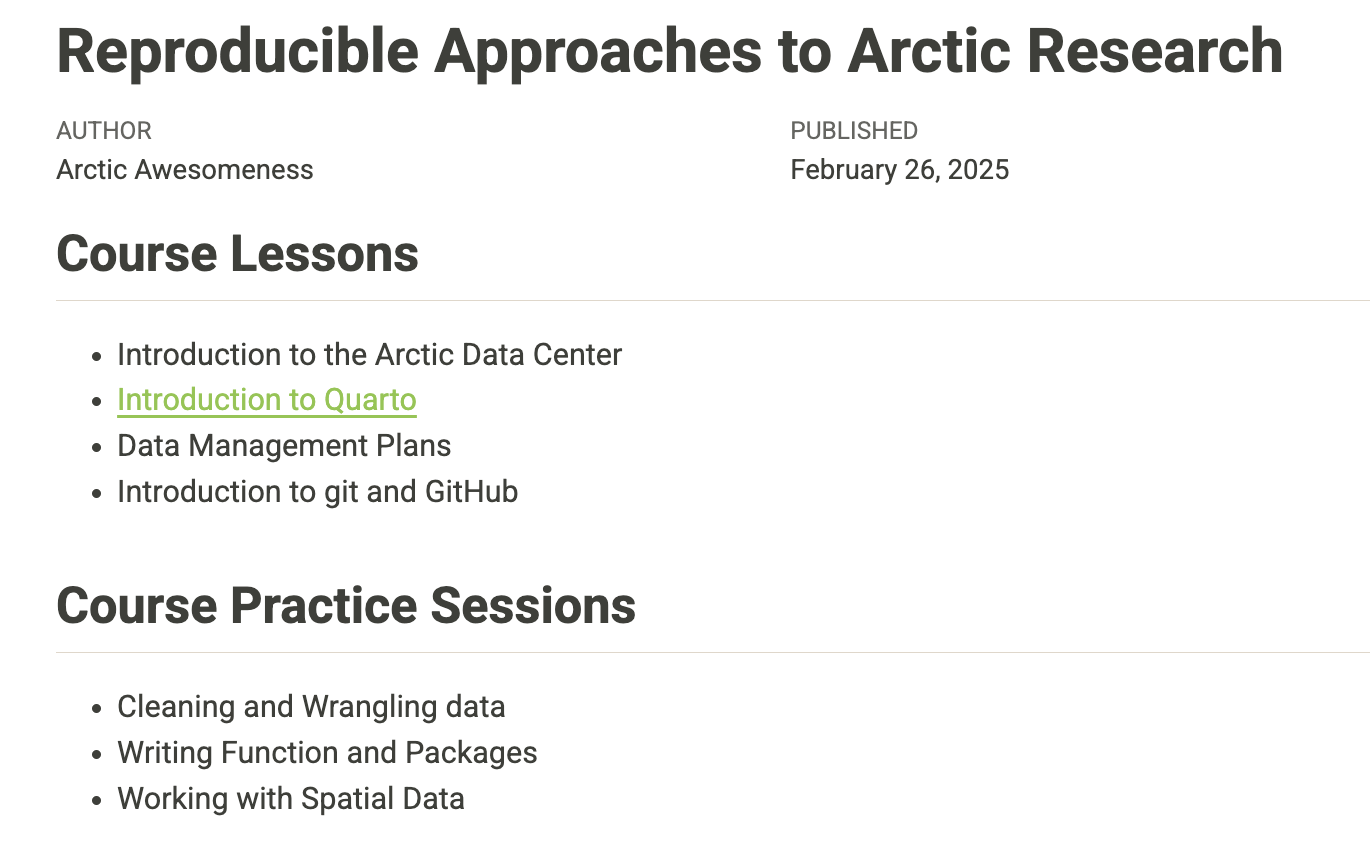 Reproducible Approaches to Arctic Research
AUTHOR
Arctic Awesomeness
PUBLISHED
February 26, 2025
Course Lessons
Introduction to the Arctic Data Center
Introduction to Quarto
Data Management Plans
Introduction to git and GitHub
Course Practice Sessions
Cleaning and Wrangling data
Writing Function and Packages
Working with Spatial Data